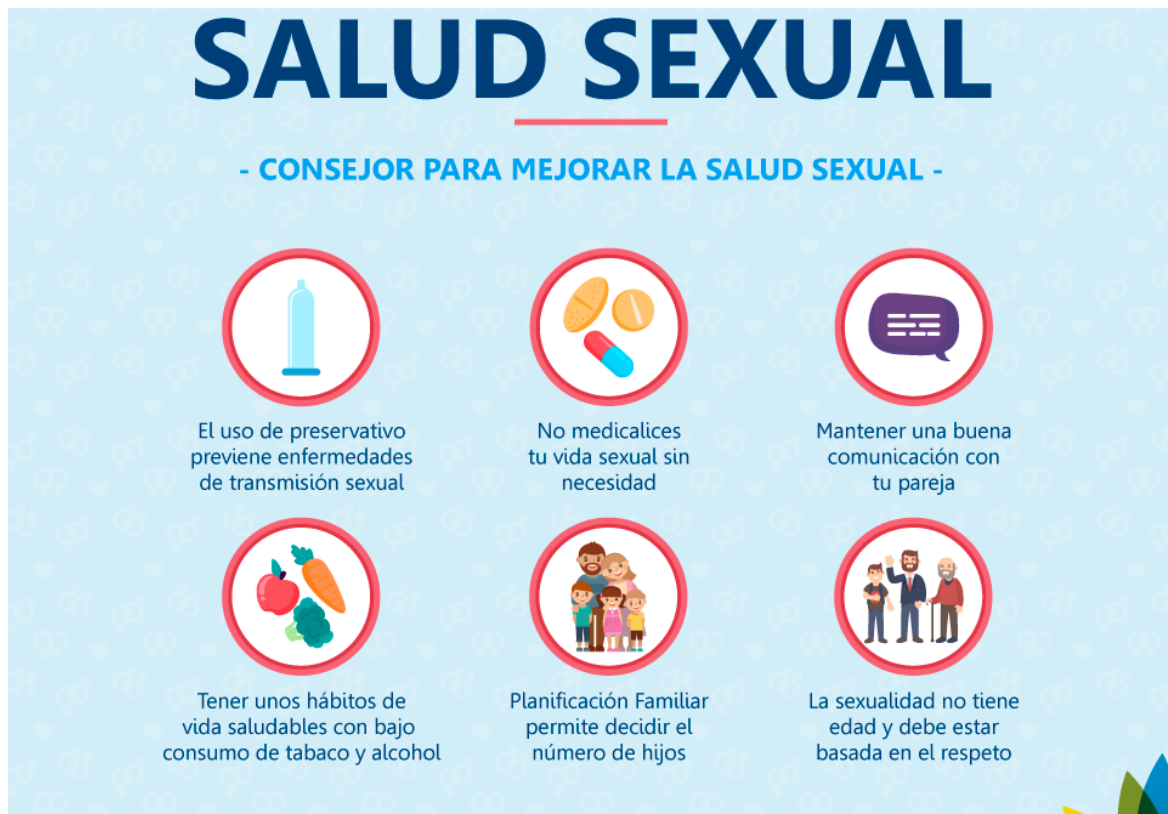 SALUD SEXUAL
- CONSEJOR PARA MEJORAR LA SALUD SEXUAL -
El uso de preservativo
previene enfermedades
de transmisión sexual
No medicalices
tu vida sexual sin
necesidad
Mantener una buena
comunicación con
tu pareja
Tener unos hábitos de
vida saludables con bajo
consumo de tabaco y alcohol
Planificación Familiar
permite decidir el
número de hijos
La sexualidad no tiene
edad y debe estar
basada en el respeto